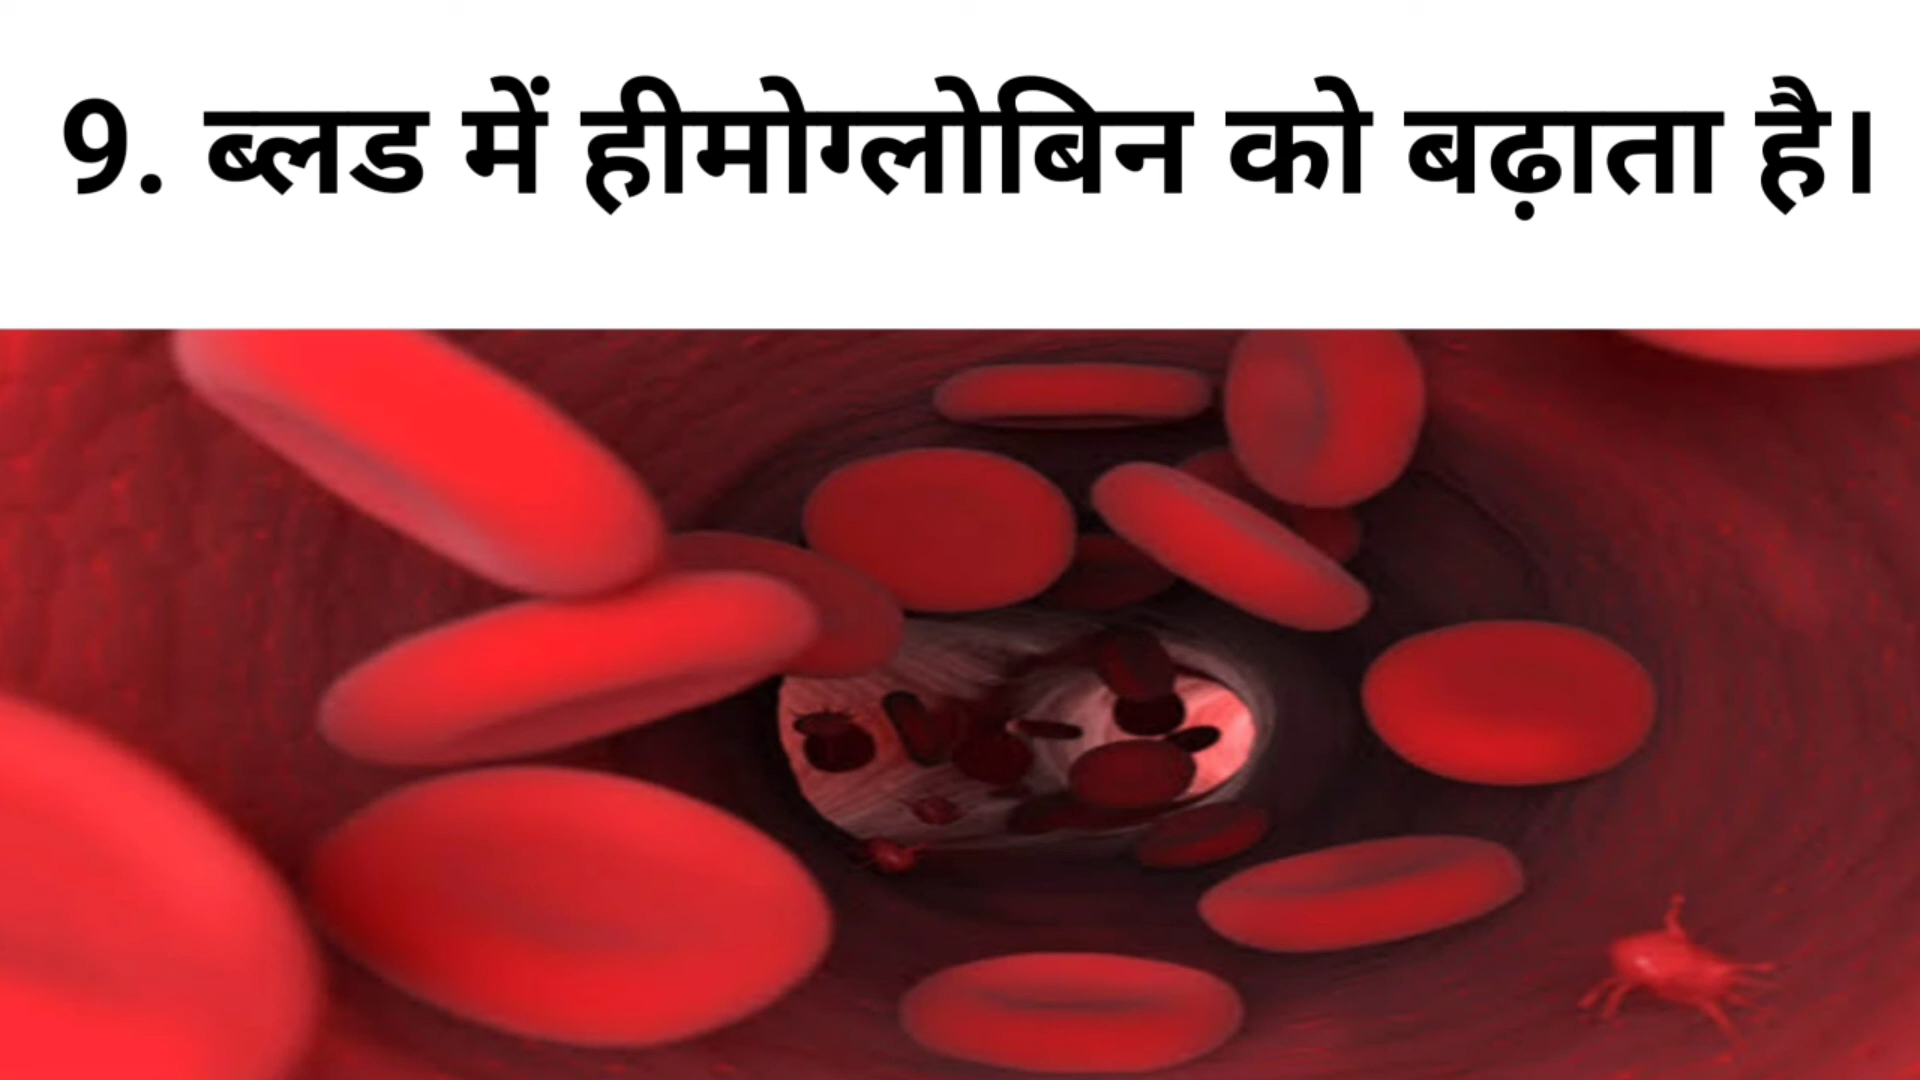 9. ब्लड में हीमोग्लोबिन को बढ़ाता है।